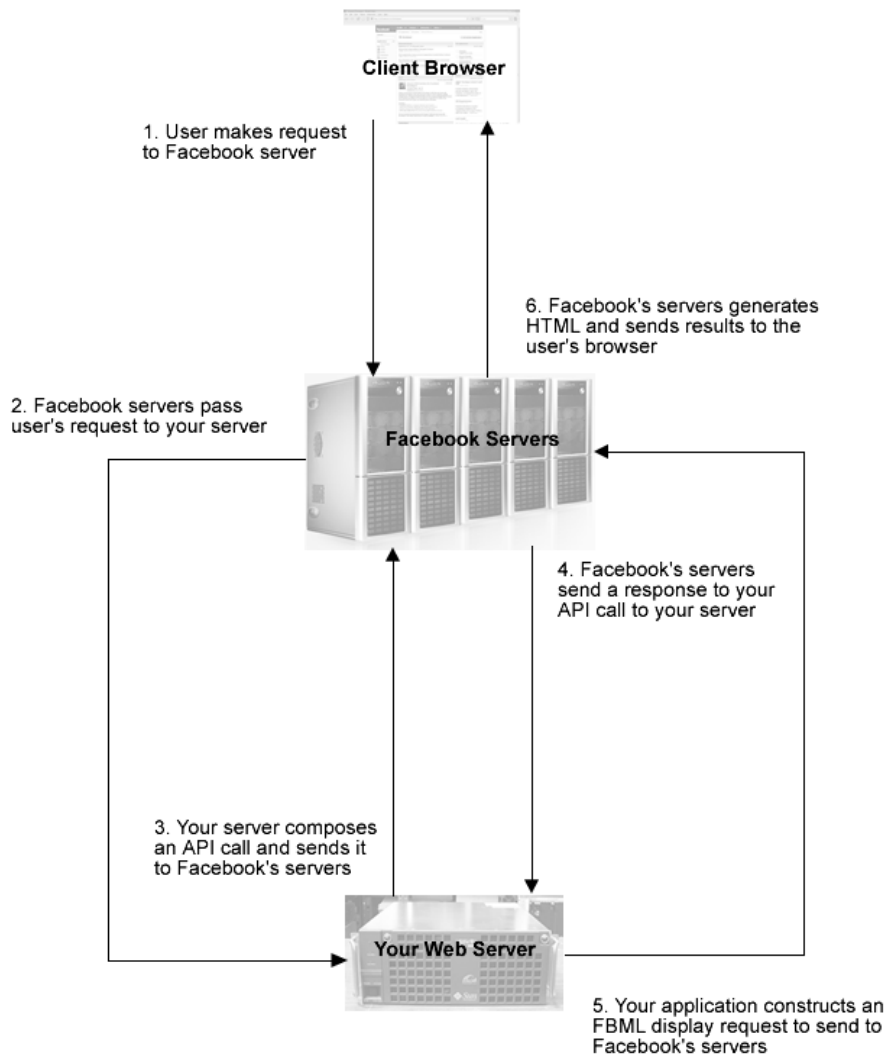 Client Browser
1. User makes request
to Facebook server
6. Facebook's servers generates
HTML and sends results to the
user's browser
2. Facebook servers pass
user's request to your server
Facebook Servers
4. Facebook's servers
send a response to your
API call to your server
3. Your server composes
an API call and sends it
to Facebook's servers
Your Web Server
5. Your application constructs an
FBML display request to send to
Facebook's servers